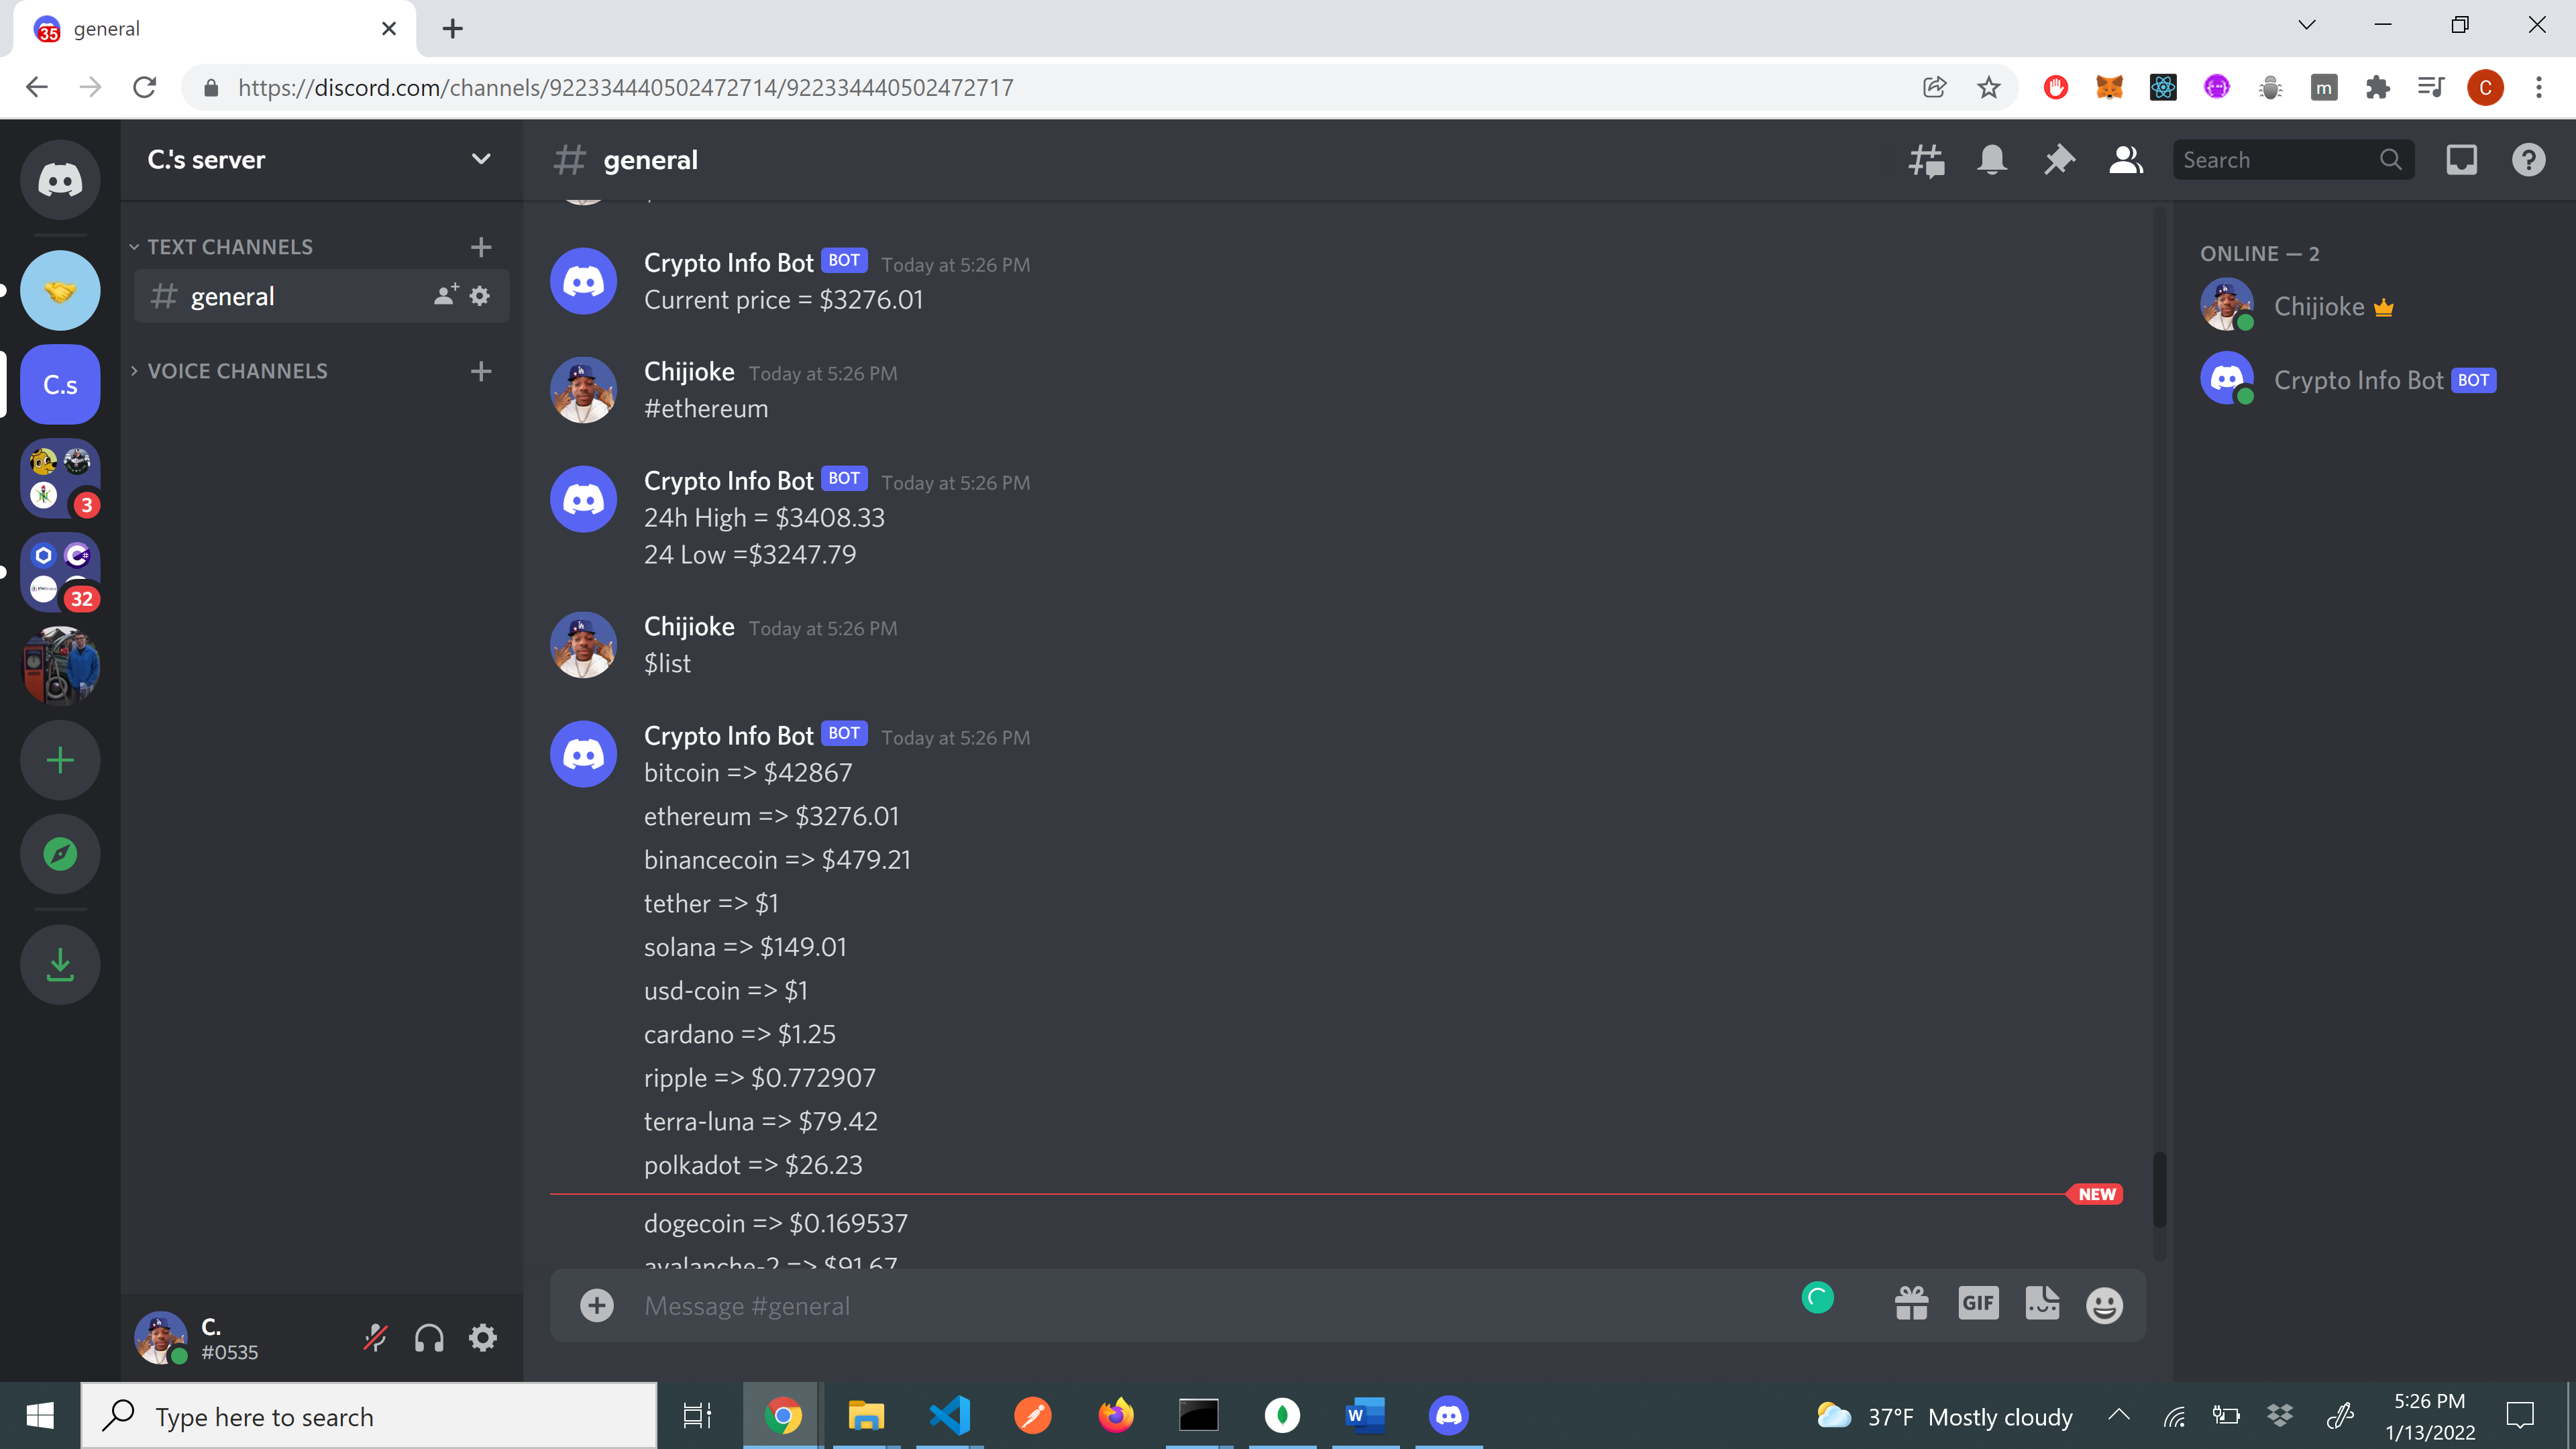 35
general
https://discord.com/channels/922334440502472714/922334440502472717
m
C
C.'s server
general
Search
TEXT CHANNELS
general
VOICE CHANNELS
C.s
3
32
Crypto Info Bot BOT Today at 5:26 PM
Current price = $3276.01
Chijioke Today at 5:26 PM
#ethereum
Crypto Info Bot BOT Today at 5:26 PM
24h High = $3408.33
24 Low =$3247.79
Chijioke Today at 5:26 PM
$list
Crypto Info Bot BOT Today at 5:26 PM
bitcoin => $42867
ethereum => $3276.01
binancecoin => $479.21
tether => $1
solana => $149.01
usd-coin => $1
cardano => $1.25
ripple => $0.772907
terra-luna => $79.42
polkadot => $26.23
NEW
dogecoin => $0.169537
avalanche-2 => $91.67
Message #general
GIF
ONLINE — 2
Chijioke
Crypto Info Bot BOT
C.
#0535
Type here to search
W
37°F Mostly cloudy
5:26 PM
1/13/2022